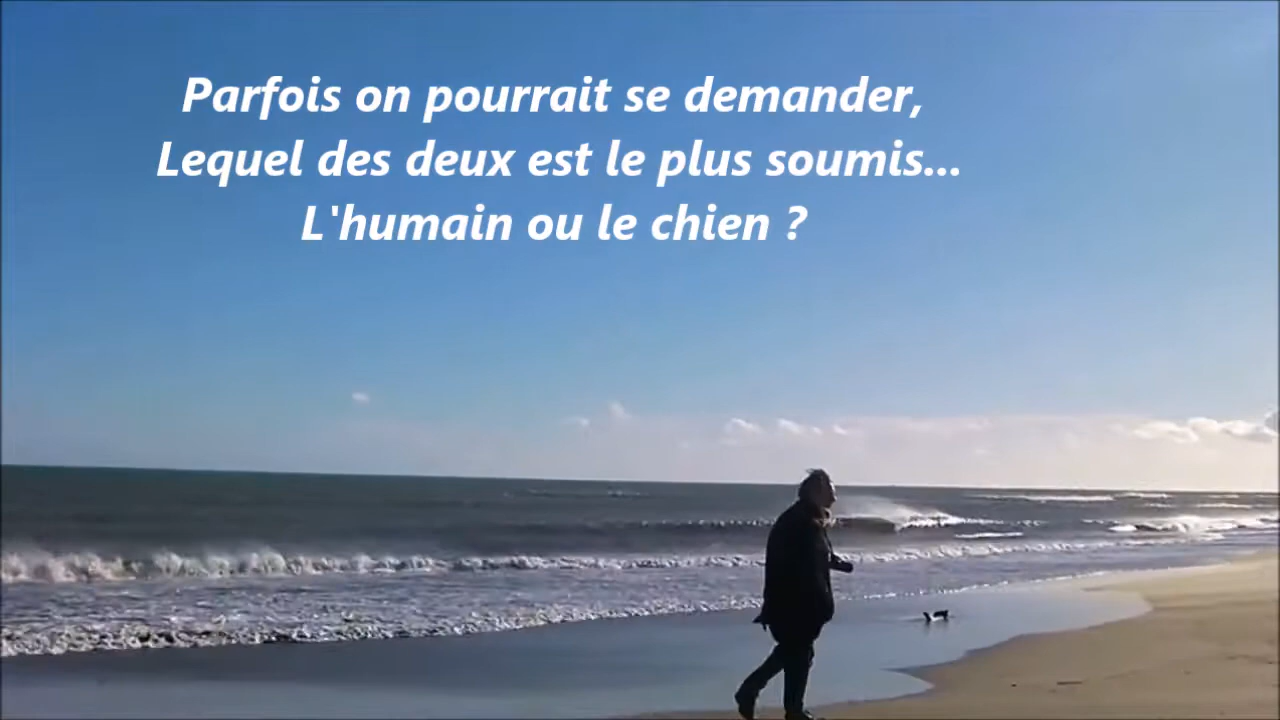 Parfois on pourrait se demander,
Lequel des deux est le plus soumis...
L'humain ou le chien ?